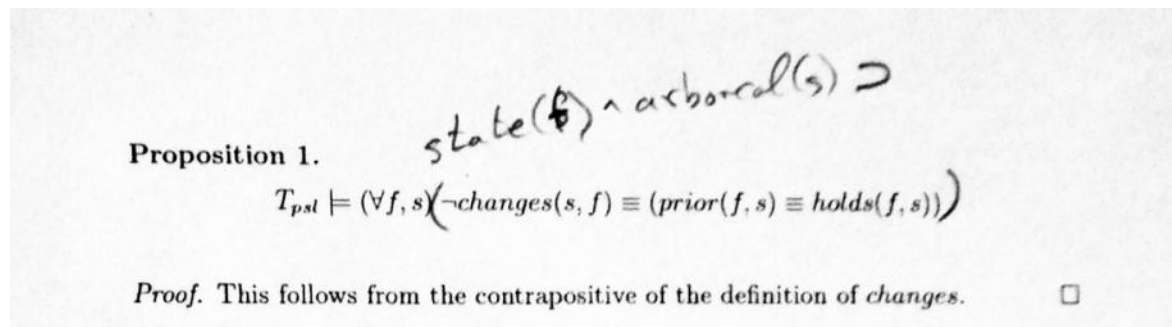 state(f) ^ arboreal(s) ⊃
Proposition 1.
T_psl ⊨ (∀f, s)(¬changes(s, f) ≡ (prior(f, s) ≡ holds(f, s)))
Proof. This follows from the contrapositive of the definition of changes. □